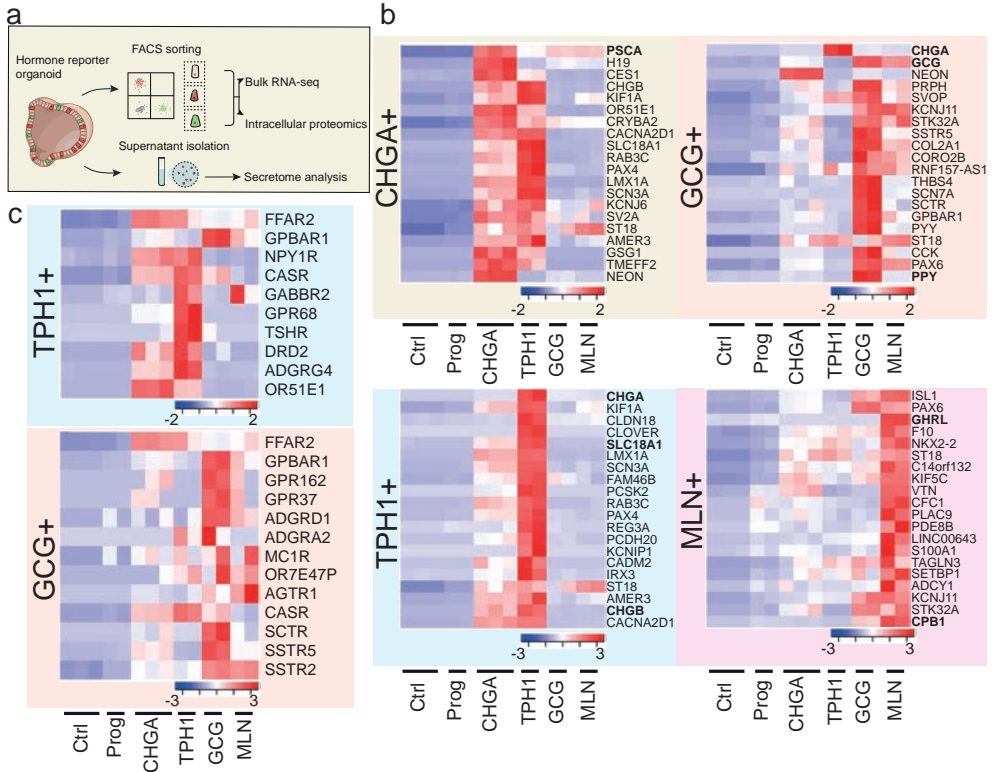 a
FACS sorting
Hormone reporter
organoid
Bulk RNA-seq
Intracellular proteomics
Supernatant isolation
Secretome analysis
b
CHGA+
PSCA
H19
CES1
CHGB
KIF1A
OR51E1
CRYBA2
CACNA2D1
SLC18A1
RAB3C
PAX4
LMX1A
SCN3A
KCNJ6
SV2A
ST18
AMER3
GSG1
TMEFF2
NEON
-2
2
Ctrl
Prog
CHGA
TPH1
GCG
MLN
GCG+
CHGA
GCG
NEON
PRPH
SVOP
KCNJ11
STK32A
SSTR5
COL2A1
CORO2B
RNF157-AS1
THBS4
SCN7A
SCTR
GPBAR1
PYY
ST18
CCK
PAX6
PPY
-2
2
Ctrl
Prog
CHGA
TPH1
GCG
MLN
TPH1+
CHGA
KIF1A
CLDN18
CLOVER
SLC18A1
LMX1A
SCN3A
FAM46B
PCSK2
RAB3C
PAX4
REG3A
PCDH20
KCNIP1
CADM2
IRX3
ST18
AMER3
CHGB
CACNA2D1
-3
3
Ctrl
Prog
CHGA
TPH1
GCG
MLN
MLN+
ISL1
PAX6
GHRL
F10
NKX2-2
ST18
C14orf132
KIF5C
VTN
CFC1
PLAC9
PDE8B
LINC00643
S100A1
TAGLN3
SETBP1
ADCY1
KCNJ11
STK32A
CPB1
-3
3
Ctrl
Prog
CHGA
TPH1
GCG
MLN
c
TPH1+
FFAR2
GPBAR1
NPY1R
CASR
GABBR2
GPR68
TSHR
DRD2
ADGRG4
OR51E1
-2
2
GCG+
FFAR2
GPBAR1
GPR162
GPR37
ADGRD1
ADGRA2
MC1R
OR7E47P
AGTR1
CASR
SCTR
SSTR5
SSTR2
-3
3
Ctrl
Prog
CHGA
TPH1
GCG
MLN